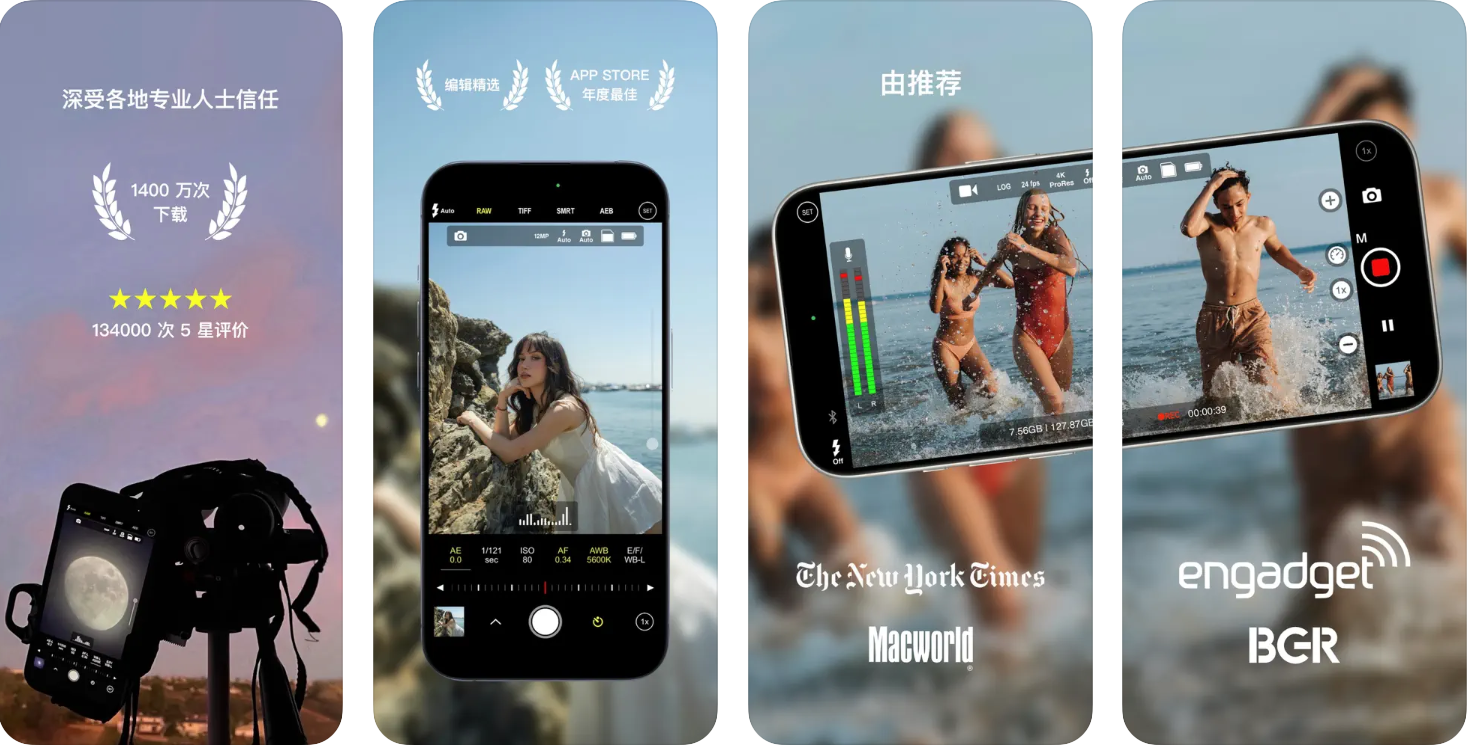 深受各地专业人士信任
1400 万次
下载
134000 次 5 星评价
编辑精选
APP STORE
年度最佳
Auto RAW TIFF SMRT AEB SET
12MP Auto Auto
AE 1/121 ISO AF AWB E/F/
0.0 sec 80 0.34 5600K WB-L
1x
由推荐
SET
LOG 24 fps 4K
ProRes
Off
L R
Off
7.56GB | 127.87GB
The New York Times
Macworld
Auto
1x
M
1x
REC 00:00:39
engadget
BGR